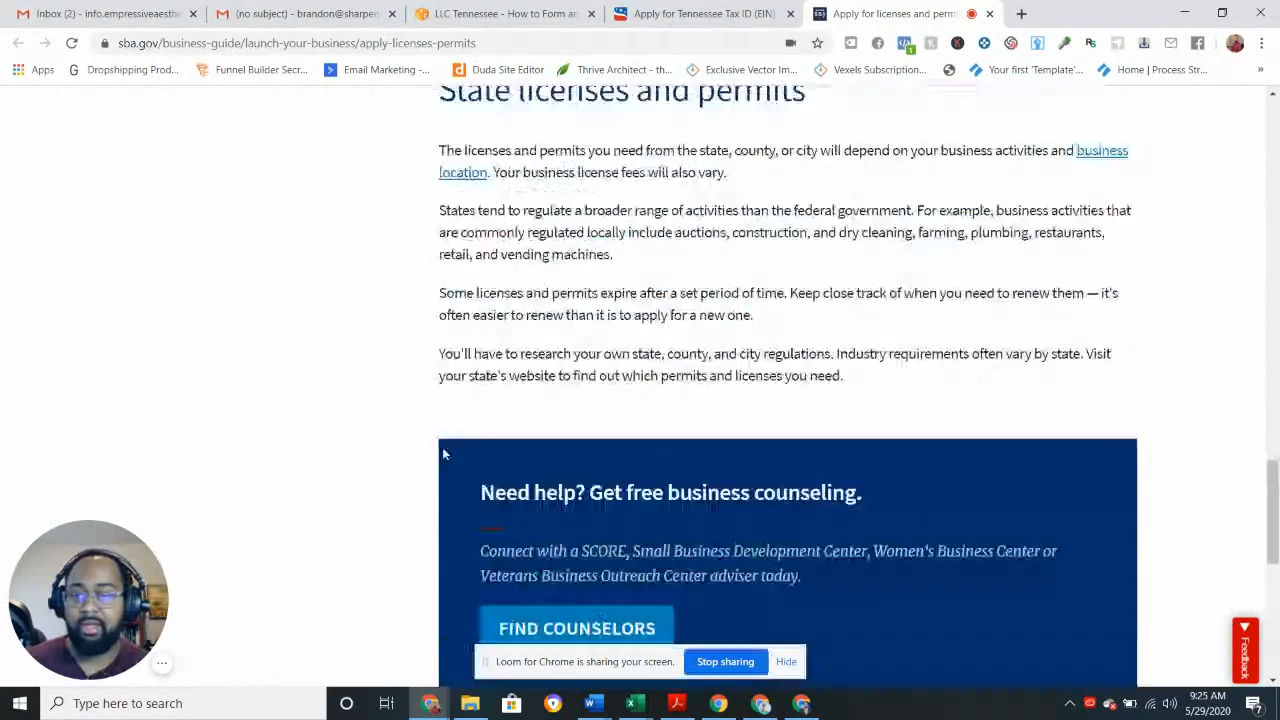 Inbox (2) - info.enromanaesthe
(no subject) - brandon@shesper
LLC Tennessee - How to form an
Apply for Tennessee Tax ID (EIN)
Apply for licenses and permi
sba.gov/business-guide/launch-your-business/apply-licenses-permits
Apps
Dropshipping Prod...
Funnel Builder Secr...
Email Marketing -...
Duda Site Editor
Thrive Architect - th...
Exclusive Vector Im...
Vexels Subscription...
Your first 'Template'...
Home | Process Str...
»
State licenses and permits
The licenses and permits you need from the state, county, or city will depend on your business activities and business
location. Your business license fees will also vary.
States tend to regulate a broader range of activities than the federal government. For example, business activities that
are commonly regulated locally include auctions, construction, and dry cleaning, farming, plumbing, restaurants,
retail, and vending machines.
Some licenses and permits expire after a set period of time. Keep close track of when you need to renew them — it's
often easier to renew than it is to apply for a new one.
You'll have to research your own state, county, and city regulations. Industry requirements often vary by state. Visit
your state's website to find out which permits and licenses you need.
Need help? Get free business counseling.
Connect with a SCORE, Small Business Development Center, Women's Business Center or
Veterans Business Outreach Center adviser today.
FIND COUNSELORS
Loom for Chrome is sharing your screen.
Stop sharing
Hide
Feedback
Type here to search
9:25 AM
5/29/2020